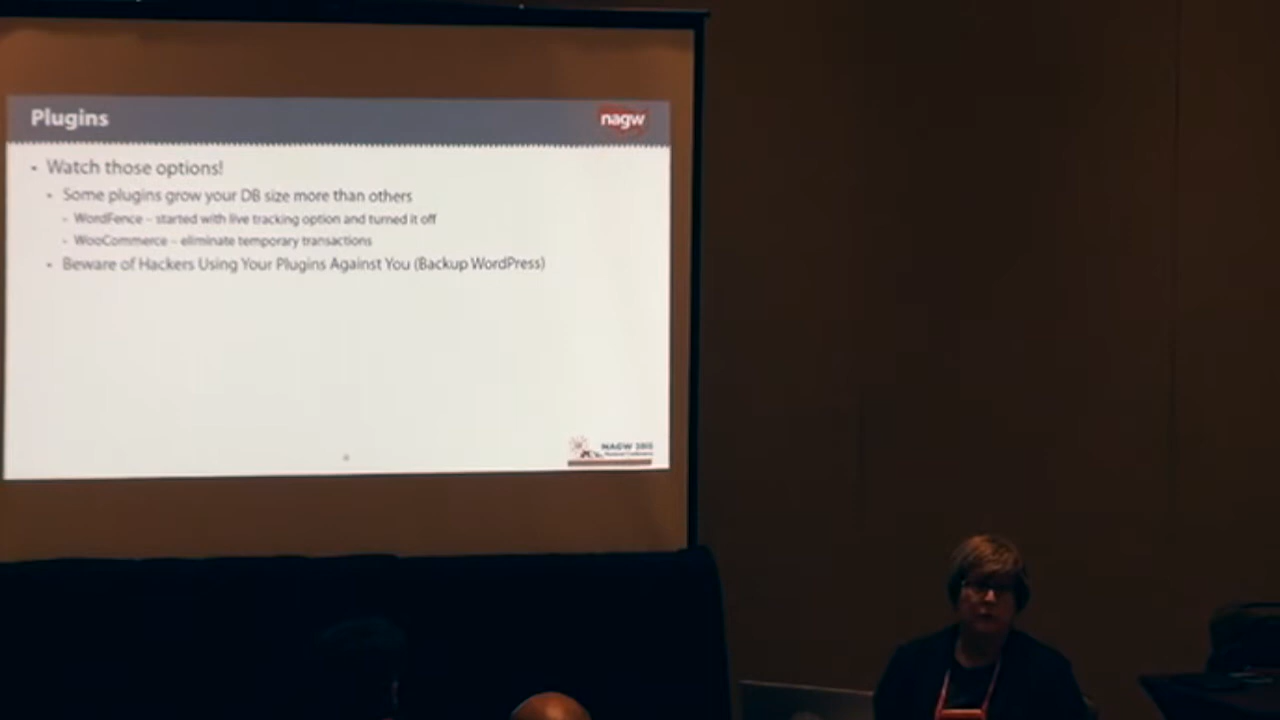 Plugins
nagw
Watch those options!
Some plugins grow your DB size more than others
WordFence – started with live tracking option and turned it off
WooCommerce – eliminate temporary transactions
Beware of Hackers Using Your Plugins Against You (Backup WordPress)
NAGW